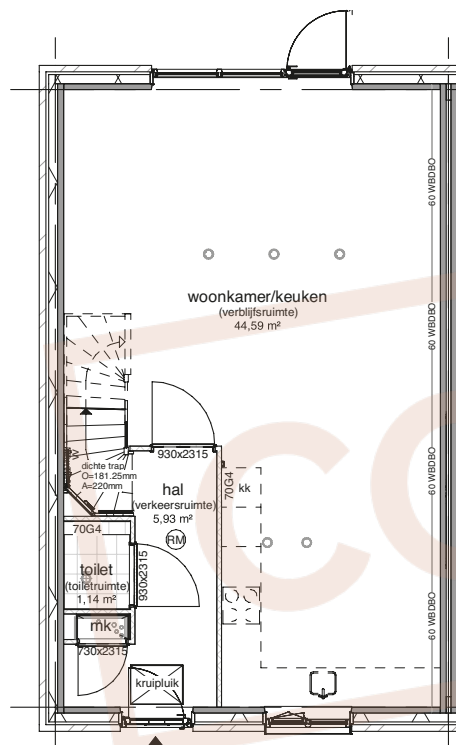 60 WBDBO
woonkamer/keuken
(verblijfsruimte)
44,59 m²
60 WBDBO
930x2315
dichte trap
O=181.25mm
A=220mm
hal
(verkeersruimte)
5,93 m²
70G4
kk
60 WBDBO
70G4
RM
toilet
(toiletruimte)
1,14 m²
930x2315
mk
730x2315
60 WBDBO
kruipluik